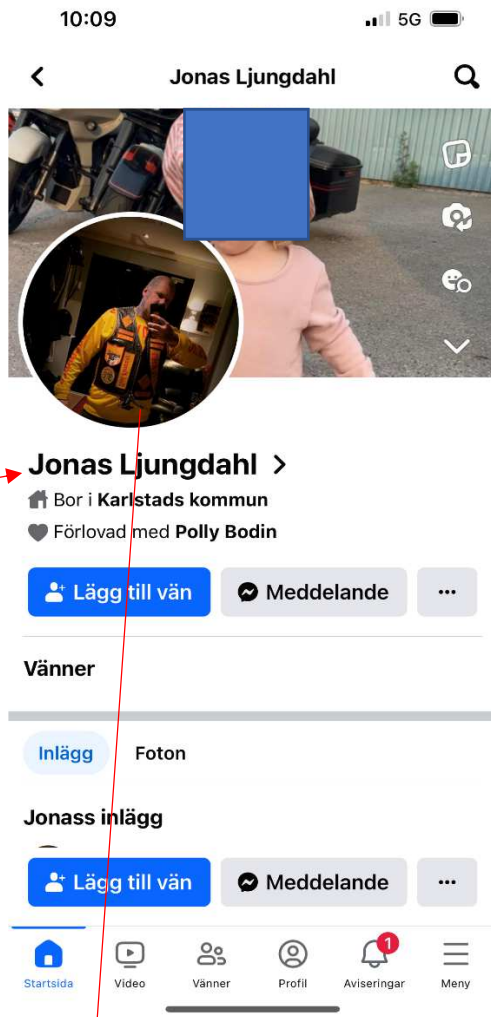 10:09
5G
Jonas Ljungdahl
Jonas Ljungdahl
Bor i Karlstads kommun
Förlovad med Polly Bodin
Lägg till vän
Meddelande
Vänner
Inlägg
Foton
Jonass inlägg
Lägg till vän
Meddelande
1
Startsida
Video
Vänner
Profil
Aviseringar
Meny